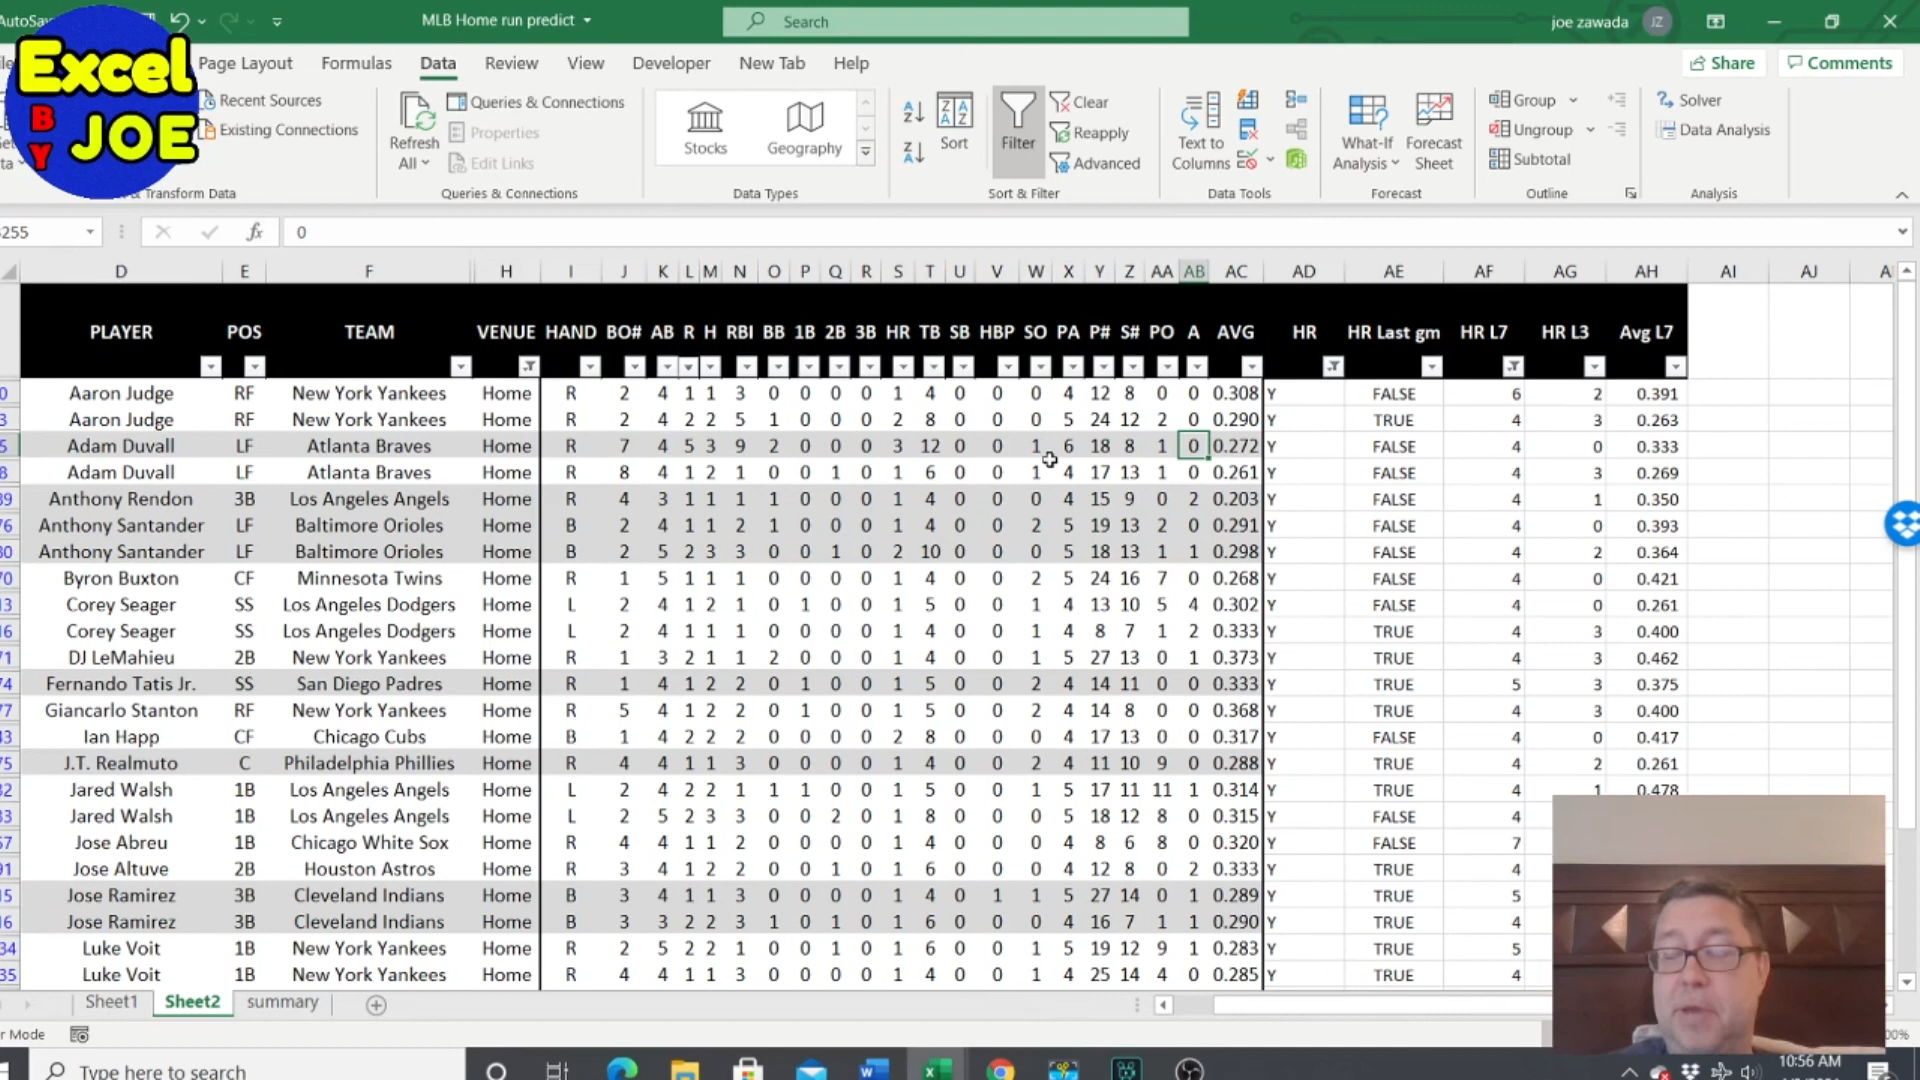 AutoSav
MLB Home run predict
Search
joe zawada
JZ
Excel
BY
JOE
Page Layout
Formulas
Data
Review
View
Developer
New Tab
Help
Share
Comments
Recent Sources
Existing Connections
& Transform Data
Refresh
All
Queries & Connections
Properties
Edit Links
Queries & Connections
Stocks
Geography
Data Types
Sort
Filter
Clear
Reapply
Advanced
Sort & Filter
Text to
Columns
Data Tools
What-If
Analysis
Forecast
Sheet
Forecast
Group
Ungroup
Subtotal
Outline
Solver
Data Analysis
Analysis
255
fx
0
D E F H I J K L M N O P Q R S T U V W X Y Z AA AB AC AD AE AF AG AH AI AJ
PLAYER POS TEAM VENUE HAND BO# AB R H RBI BB 1B 2B 3B HR TB SB HBP SO PA P# S# PO A AVG HR HR Last gm HR L7 HR L3 Avg L7
0 Aaron Judge RF New York Yankees Home R 2 4 1 1 3 0 0 0 0 1 4 0 0 0 4 12 8 0 0 0.308 Y FALSE 6 2 0.391
3 Aaron Judge RF New York Yankees Home R 2 4 2 2 5 1 0 0 0 2 8 0 0 0 5 24 12 2 0 0.290 Y TRUE 4 3 0.263
5 Adam Duvall LF Atlanta Braves Home R 7 4 5 3 9 2 0 0 0 3 12 0 0 1 6 18 8 1 0 0.272 Y FALSE 4 0 0.333
8 Adam Duvall LF Atlanta Braves Home R 8 4 1 2 1 0 0 1 0 1 6 0 0 1 4 17 13 1 0 0.261 Y FALSE 4 3 0.269
39 Anthony Rendon 3B Los Angeles Angels Home R 4 3 1 1 1 1 0 0 0 1 4 0 0 0 4 15 9 0 2 0.203 Y FALSE 4 1 0.350
76 Anthony Santander LF Baltimore Orioles Home B 2 4 1 1 2 1 0 0 0 1 4 0 0 2 5 19 13 2 0 0.291 Y FALSE 4 0 0.393
30 Anthony Santander LF Baltimore Orioles Home B 2 5 2 3 3 0 0 1 0 2 10 0 0 0 5 18 13 1 1 0.298 Y FALSE 4 2 0.364
70 Byron Buxton CF Minnesota Twins Home R 1 5 1 1 1 0 0 0 0 1 4 0 0 2 5 24 16 7 0 0.268 Y FALSE 4 0 0.421
13 Corey Seager SS Los Angeles Dodgers Home L 2 4 1 2 1 0 1 0 0 1 5 0 0 1 4 13 10 5 4 0.302 Y FALSE 4 0 0.261
16 Corey Seager SS Los Angeles Dodgers Home L 2 4 1 1 1 0 0 0 0 1 4 0 0 1 4 8 7 1 2 0.333 Y TRUE 4 3 0.400
71 DJ LeMahieu 2B New York Yankees Home R 1 3 2 1 1 2 0 0 0 1 4 0 0 1 5 27 13 0 1 0.373 Y TRUE 4 3 0.462
74 Fernando Tatis Jr. SS San Diego Padres Home R 1 4 1 2 2 0 1 0 0 1 5 0 0 2 4 14 11 0 0 0.333 Y TRUE 5 3 0.375
77 Giancarlo Stanton RF New York Yankees Home R 5 4 1 2 2 0 1 0 0 1 5 0 0 2 4 14 8 0 0 0.368 Y TRUE 4 3 0.400
43 Ian Happ CF Chicago Cubs Home B 1 4 2 2 2 0 0 0 0 2 8 0 0 0 4 17 13 0 0 0.317 Y FALSE 4 0 0.417
75 J.T. Realmuto C Philadelphia Phillies Home R 4 4 1 1 3 0 0 0 0 1 4 0 0 2 4 11 10 9 0 0.288 Y TRUE 4 2 0.261
32 Jared Walsh 1B Los Angeles Angels Home L 2 4 2 2 1 1 1 0 0 1 5 0 0 1 5 17 11 11 1 0.314 Y TRUE 4 1 0.478
33 Jared Walsh 1B Los Angeles Angels Home L 2 5 2 3 3 0 0 2 0 1 8 0 0 0 5 18 12 8 0 0.315 Y FALSE 4
57 Jose Abreu 1B Chicago White Sox Home R 4 4 1 1 2 0 0 0 0 1 4 0 0 0 4 8 6 8 0 0.320 Y FALSE 7
91 Jose Altuve 2B Houston Astros Home R 3 4 1 2 2 0 0 1 0 1 6 0 0 0 4 12 8 0 2 0.333 Y TRUE 4
15 Jose Ramirez 3B Cleveland Indians Home B 3 4 1 1 3 0 0 0 0 1 4 0 1 1 5 27 14 0 1 0.289 Y TRUE 5
16 Jose Ramirez 3B Cleveland Indians Home B 3 3 2 2 3 1 0 1 0 1 6 0 0 0 4 16 7 1 1 0.290 Y TRUE 4
34 Luke Voit 1B New York Yankees Home R 2 5 2 2 1 0 0 1 0 1 6 0 0 1 5 19 12 9 1 0.283 Y TRUE 5
35 Luke Voit 1B New York Yankees Home R 4 4 1 1 3 0 0 0 0 1 4 0 0 1 4 25 14 4 0 0.285 Y TRUE 4
Sheet1
Sheet2
summary
r Mode
00%
Type here to search
10:56 AM